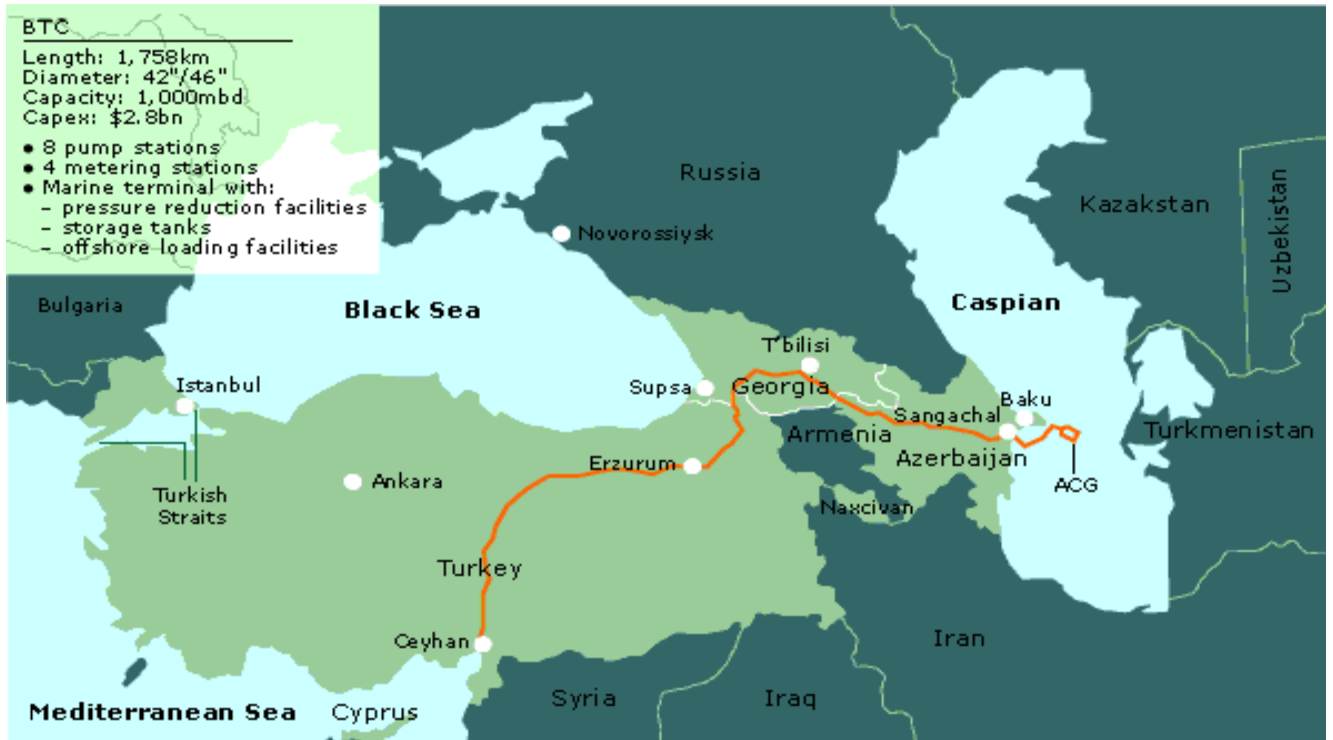 BTC
Length: 1,758km
Diameter: 42"/46"
Capacity: 1,000mbd
Capex: $2.8bn
• 8 pump stations
• 4 metering stations
• Marine terminal with:
– pressure reduction facilities
– storage tanks
– offshore loading facilities
Russia
Kazakstan
Uzbekistan
Novorossiysk
Bulgaria
Black Sea
Caspian
T'bilisi
Istanbul
Supsa
Georgia
Baku
Sangachal
Armenia
Turkmenistan
Azerbaijan
Erzurum
Ankara
ACG
Turkish
Straits
Naxcivan
Turkey
Ceyhan
Iran
Syria
Iraq
Mediterranean Sea
Cyprus